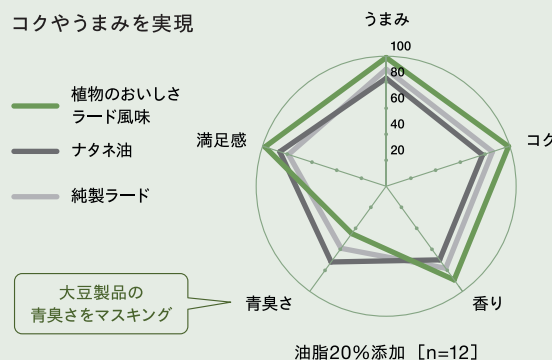 コクやうまみを実現
植物のおいしさ
ラード風味
ナタネ油
純製ラード
うまみ
100
80
60
40
20
満足感
コク
青臭さ
香り
大豆製品の
青臭さをマスキング
油脂20%添加［n=12］